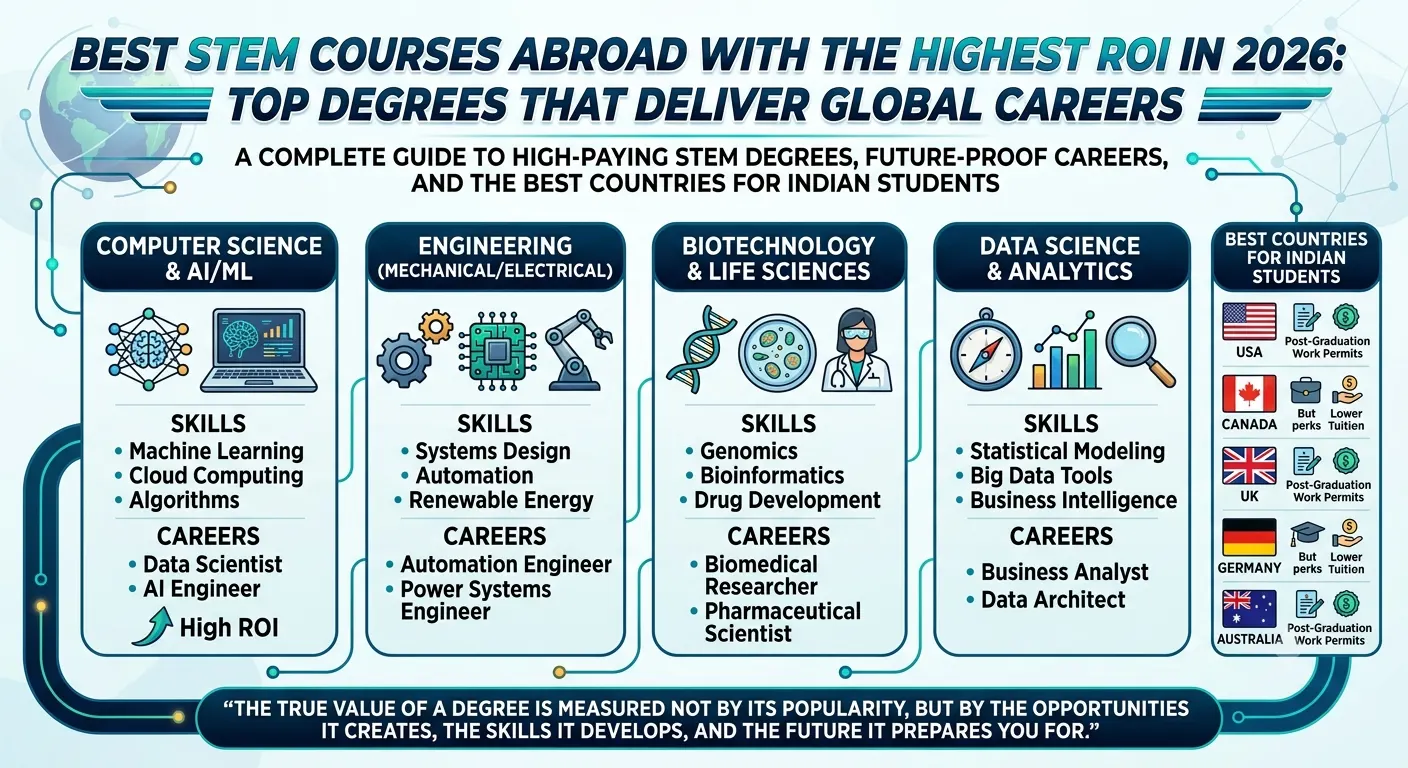 BEST STEM COURSES ABROAD WITH THE HIGHEST ROI IN 2026:
TOP DEGREES THAT DELIVER GLOBAL CAREERS
A COMPLETE GUIDE TO HIGH-PAYING STEM DEGREES, FUTURE-PROOF CAREERS,
AND THE BEST COUNTRIES FOR INDIAN STUDENTS
COMPUTER SCIENCE
& AI/ML
SKILLS
• Machine Learning
• Cloud Computing
• Algorithms
CAREERS
• Data Scientist
• AI Engineer
High ROI
ENGINEERING
(MECHANICAL/ELECTRICAL)
SKILLS
• Systems Design
• Automation
• Renewable Energy
CAREERS
• Automation Engineer
• Power Systems
Engineer
BIOTECHNOLOGY
& LIFE SCIENCES
SKILLS
• Genomics
• Bioinformatics
• Drug Development
CAREERS
• Biomedical
Researcher
• Pharmaceutical
Scientist
DATA SCIENCE
& ANALYTICS
SKILLS
• Statistical Modeling
• Big Data Tools
• Business Intelligence
CAREERS
• Business Analyst
• Data Architect
BEST COUNTRIES
FOR INDIAN
STUDENTS
USA
Post-Graduation
Work Permits
CANADA
But perks
Lower Tuition
UK
Post-Graduation
Work Permits
GERMANY
But perks
Lower Tuition
AUSTRALIA
Post-Graduation
Work Permits
“THE TRUE VALUE OF A DEGREE IS MEASURED NOT BY ITS POPULARITY, BUT BY THE OPPORTUNITIES
IT CREATES, THE SKILLS IT DEVELOPS, AND THE FUTURE IT PREPARES YOU FOR.”